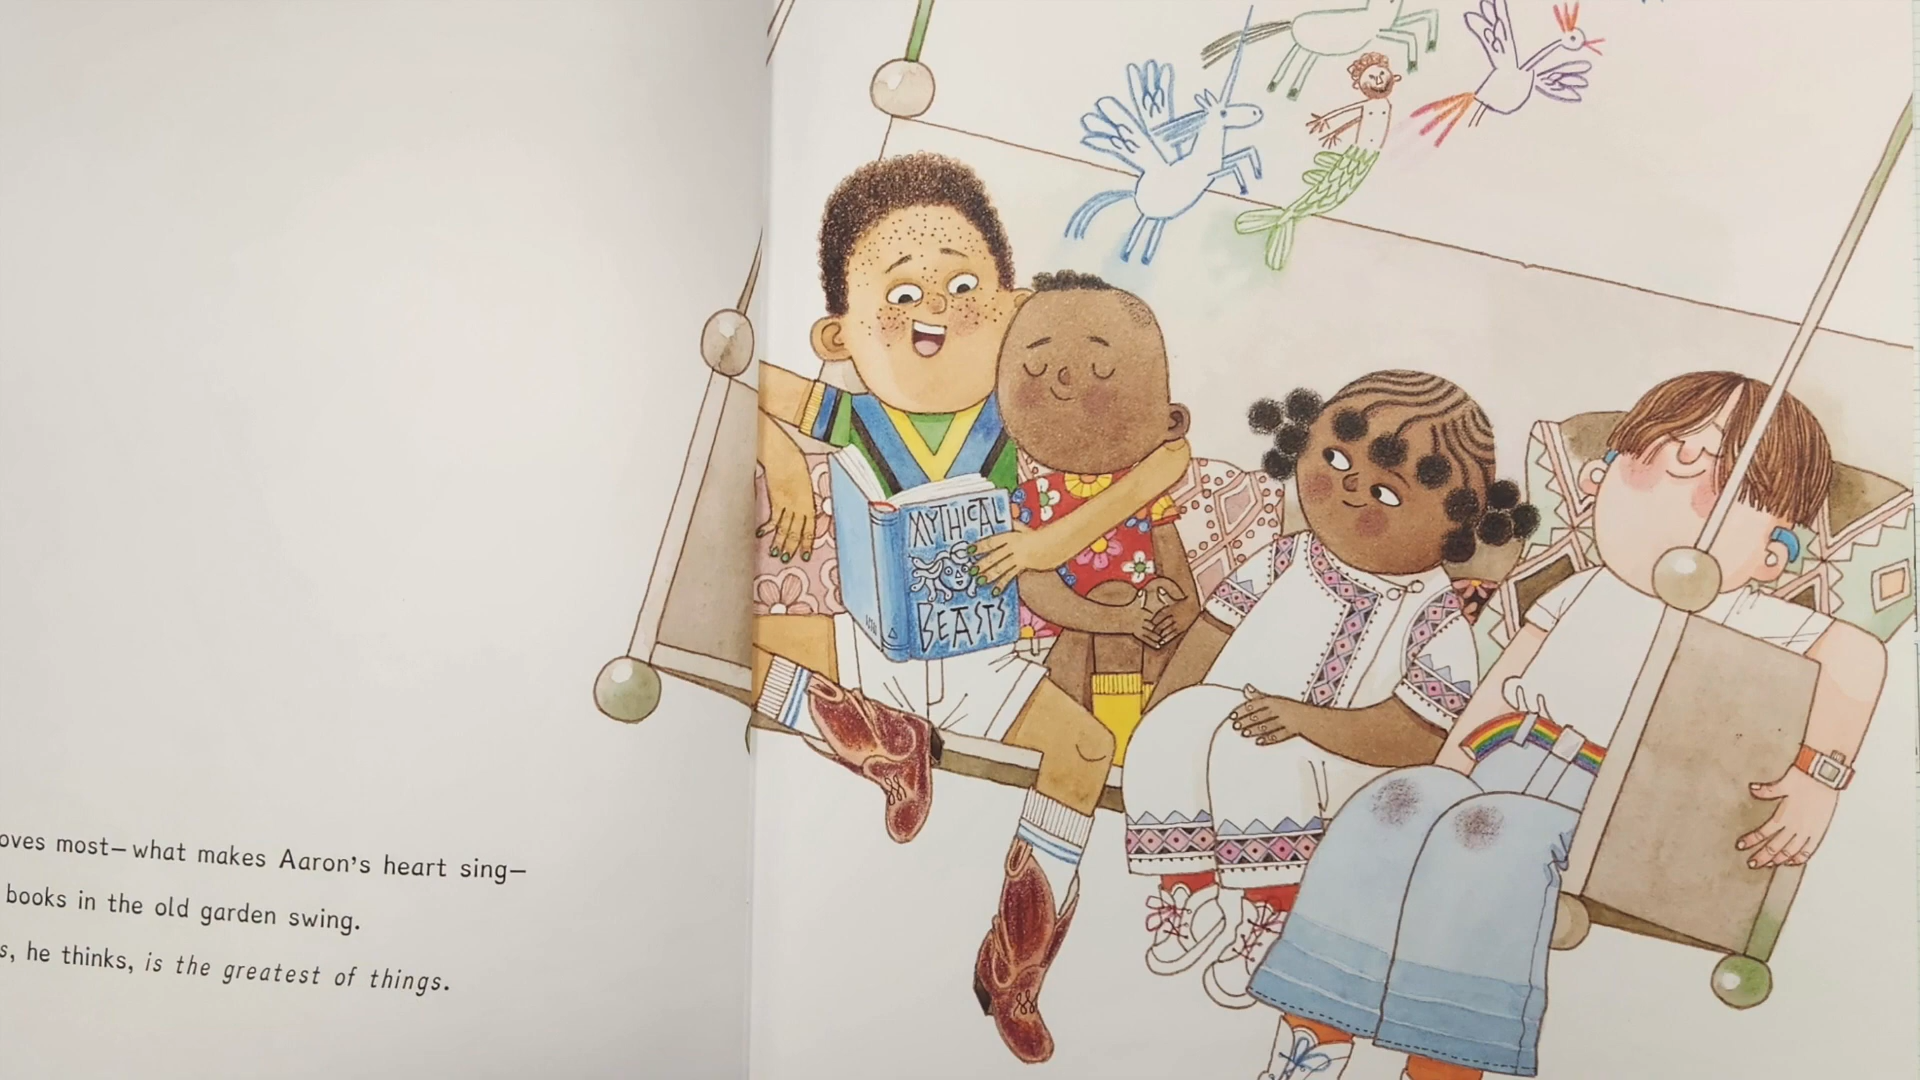 oves most—what makes Aaron's heart sing—
books in the old garden swing.
s, he thinks, is the greatest of things.
MYTHICAL
BEASTS